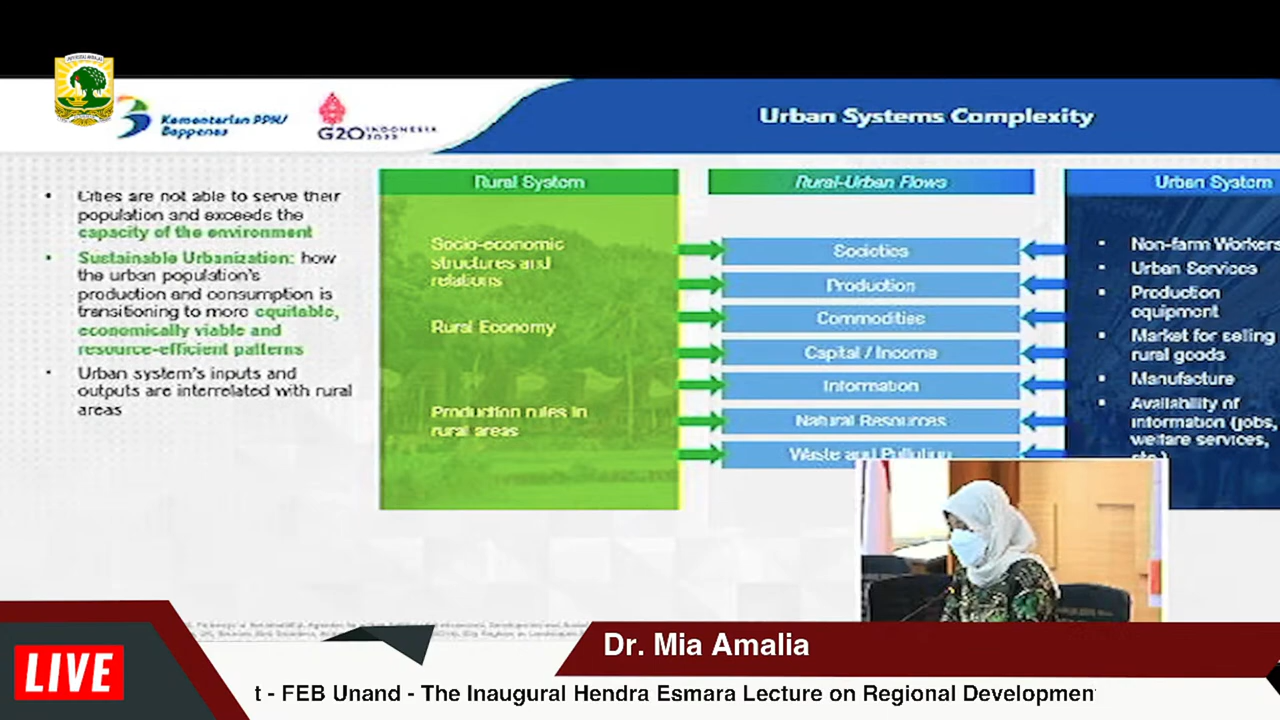 Kementerian PPN/
Bappenas
G20 INDONESIA
2022
Urban Systems Complexity
• Cities are not able to serve their
population and exceeds the
capacity of the environment
• Sustainable Urbanization: how
the urban population's
production and consumption is
transitioning to more equitable,
economically viable and
resource-efficient patterns
• Urban system's inputs and
outputs are interrelated with rural
areas
Rural System
Socio-economic
structures and
relations
Rural Economy
Production rules in
rural areas
Rural-Urban Flows
Societies
Production
Commodities
Capital / Income
Information
Natural Resources
Waste and Pollution
Urban System
• Non-farm Workers
• Urban Services
• Production
equipment
• Market for selling
rural goods
• Manufacture
• Availability of
information (jobs,
welfare services,
etc.)
Dr. Mia Amalia
LIVE
t - FEB Unand - The Inaugural Hendra Esmara Lecture on Regional Developmen